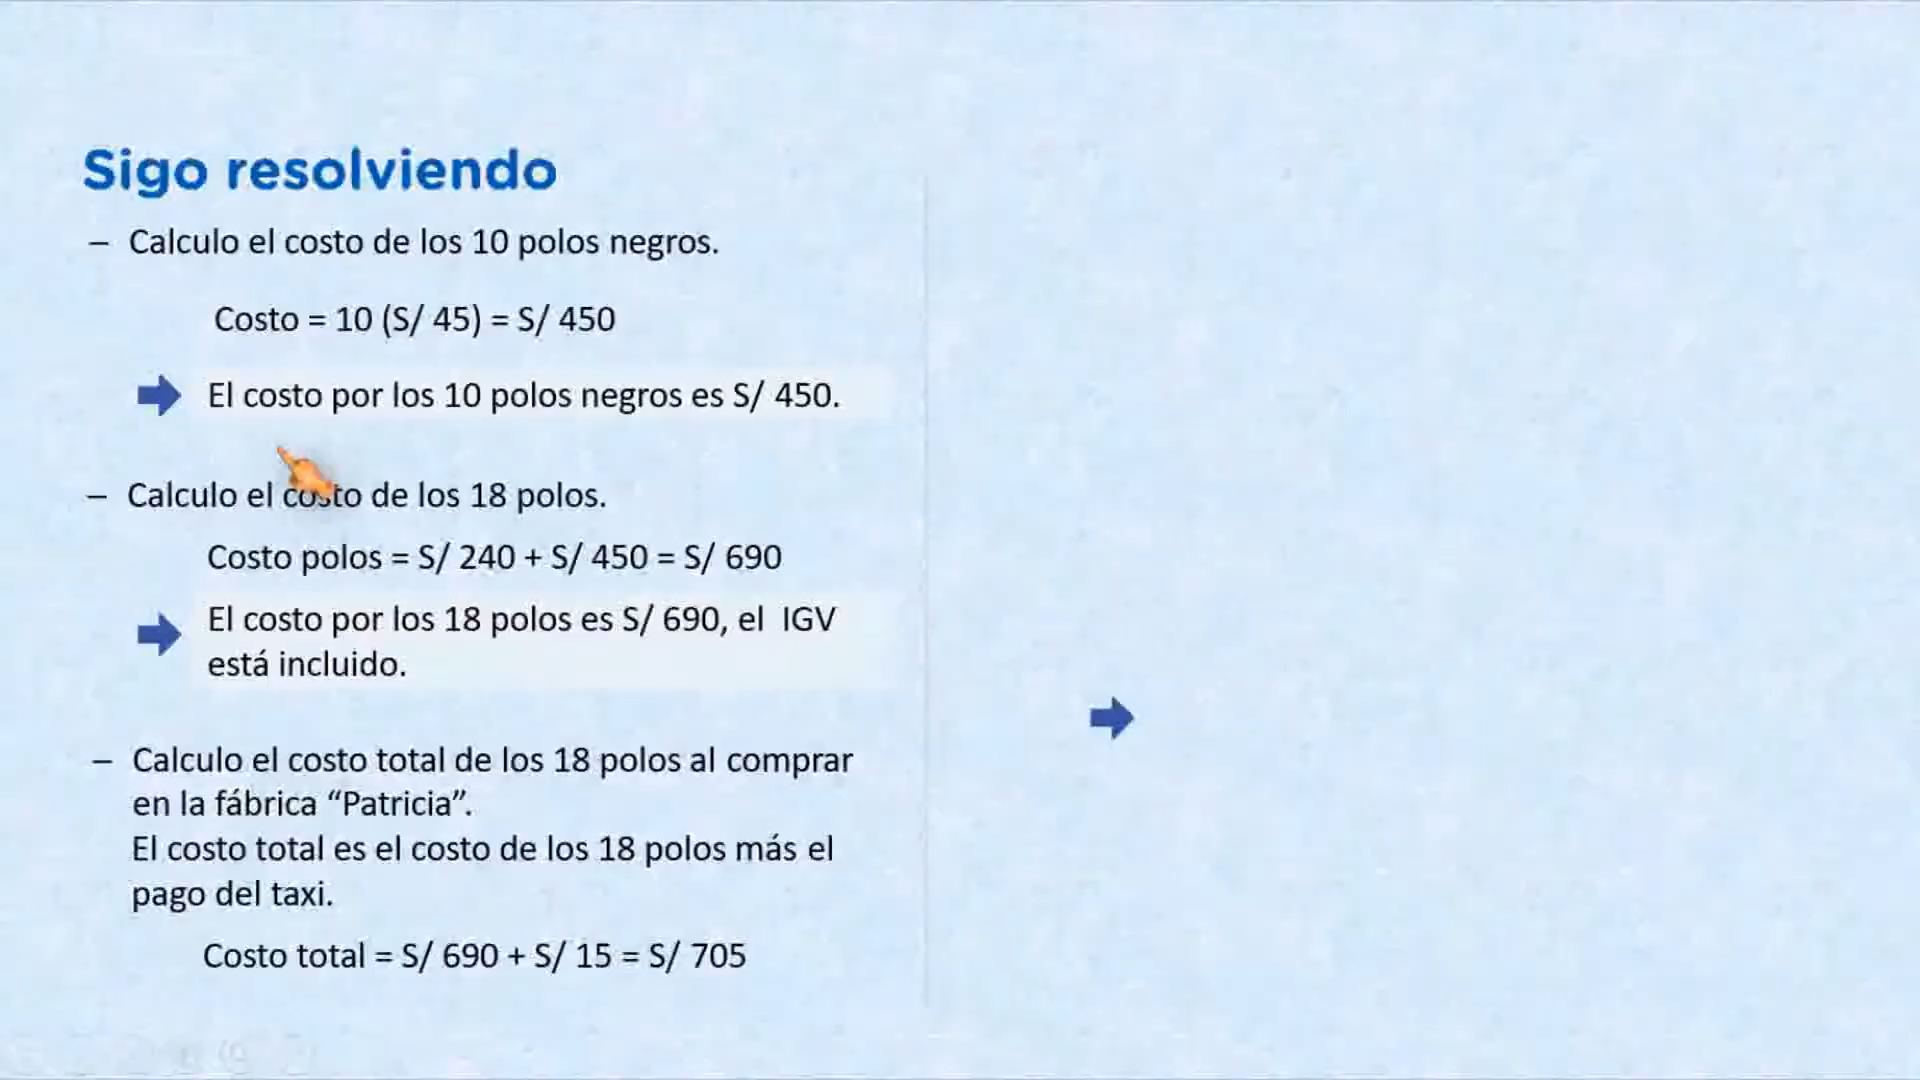 Sigo resolviendo
– Calculo el costo de los 10 polos negros.
Costo = 10 (S/ 45) = S/ 450
El costo por los 10 polos negros es S/ 450.
– Calculo el costo de los 18 polos.
Costo polos = S/ 240 + S/ 450 = S/ 690
El costo por los 18 polos es S/ 690, el IGV
está incluido.
– Calculo el costo total de los 18 polos al comprar
en la fábrica “Patricia”.
El costo total es el costo de los 18 polos más el
pago del taxi.
Costo total = S/ 690 + S/ 15 = S/ 705